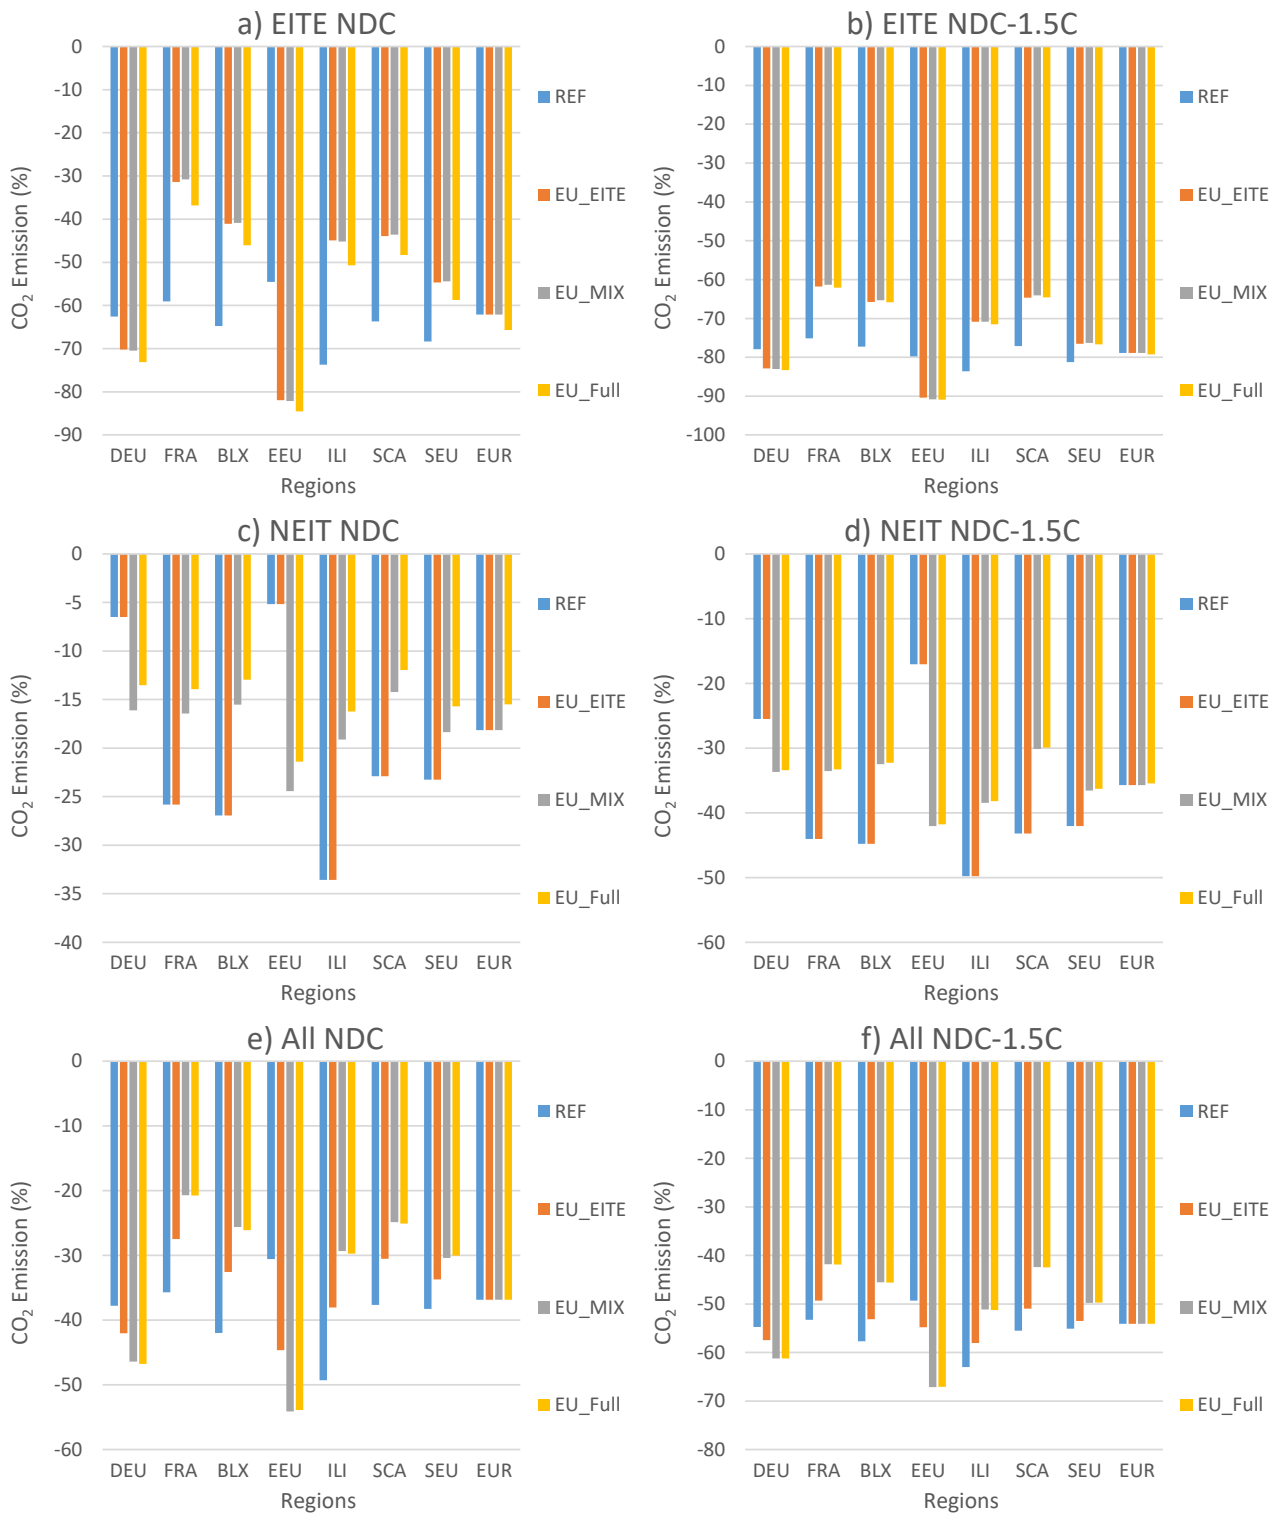 a) EITE NDC
0
-10
-20
-30
-40
-50
-60
-70
-80
-90
CO₂ Emission (%)
DEU FRA BLX EEU ILI SCA SEU EUR
Regions
REF
EU_EITE
EU_MIX
EU_Full
b) EITE NDC-1.5C
0
-10
-20
-30
-40
-50
-60
-70
-80
-90
-100
CO₂ Emission (%)
DEU FRA BLX EEU ILI SCA SEU EUR
Regions
REF
EU_EITE
EU_MIX
EU_Full
c) NEIT NDC
0
-5
-10
-15
-20
-25
-30
-35
-40
CO₂ Emission (%)
DEU FRA BLX EEU ILI SCA SEU EUR
Regions
REF
EU_EITE
EU_MIX
EU_Full
d) NEIT NDC-1.5C
0
-10
-20
-30
-40
-50
-60
CO₂ Emission (%)
DEU FRA BLX EEU ILI SCA SEU EUR
Regions
REF
EU_EITE
EU_MIX
EU_Full
e) All NDC
0
-10
-20
-30
-40
-50
-60
CO₂ Emission (%)
DEU FRA BLX EEU ILI SCA SEU EUR
Regions
REF
EU_EITE
EU_MIX
EU_Full
f) All NDC-1.5C
0
-10
-20
-30
-40
-50
-60
-70
-80
CO₂ Emission (%)
DEU FRA BLX EEU ILI SCA SEU EUR
Regions
REF
EU_EITE
EU_MIX
EU_Full